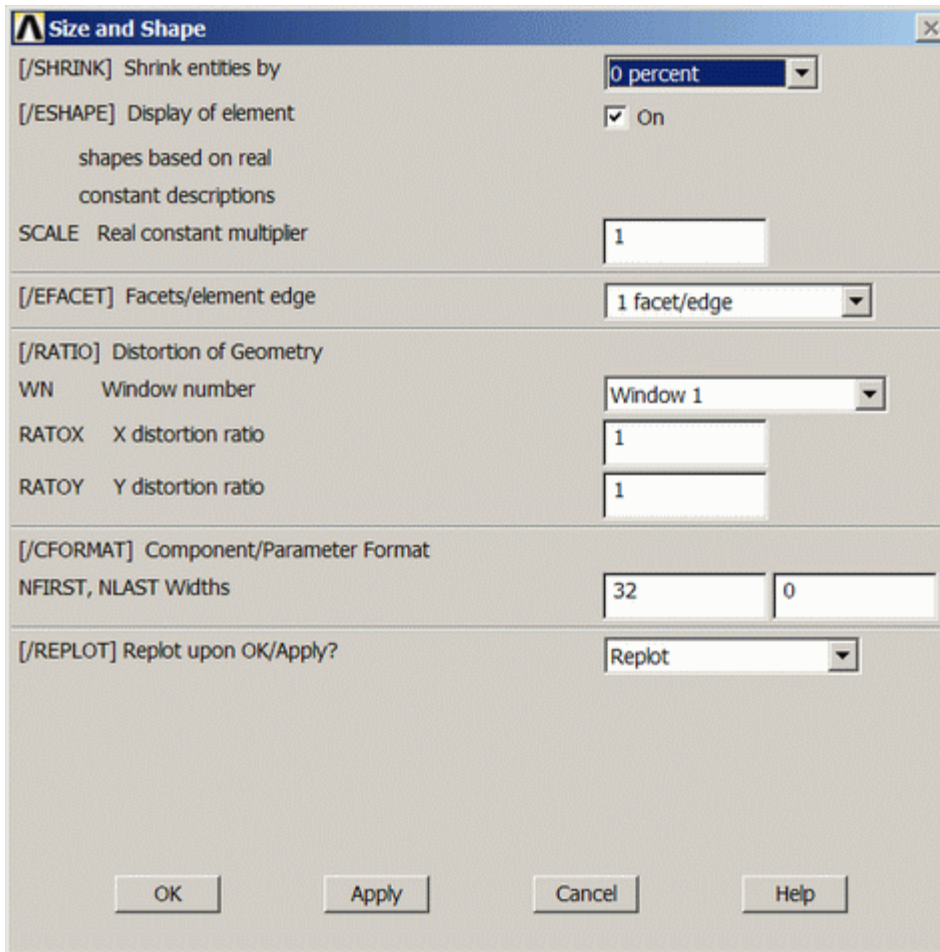 Size and Shape
[/SHRINK] Shrink entities by 0 percent
[/ESHAPE] Display of element On
shapes based on real
constant descriptions
SCALE Real constant multiplier 1
[/EFACET] Facets/element edge 1 facet/edge
[/RATIO] Distortion of Geometry
WN Window number Window 1
RATOX X distortion ratio 1
RATOY Y distortion ratio 1
[/CFORMAT] Component/Parameter Format
NFIRST, NLAST Widths 32 0
[/REPLOT] Replot upon OK/Apply? Replot
OK Apply Cancel Help